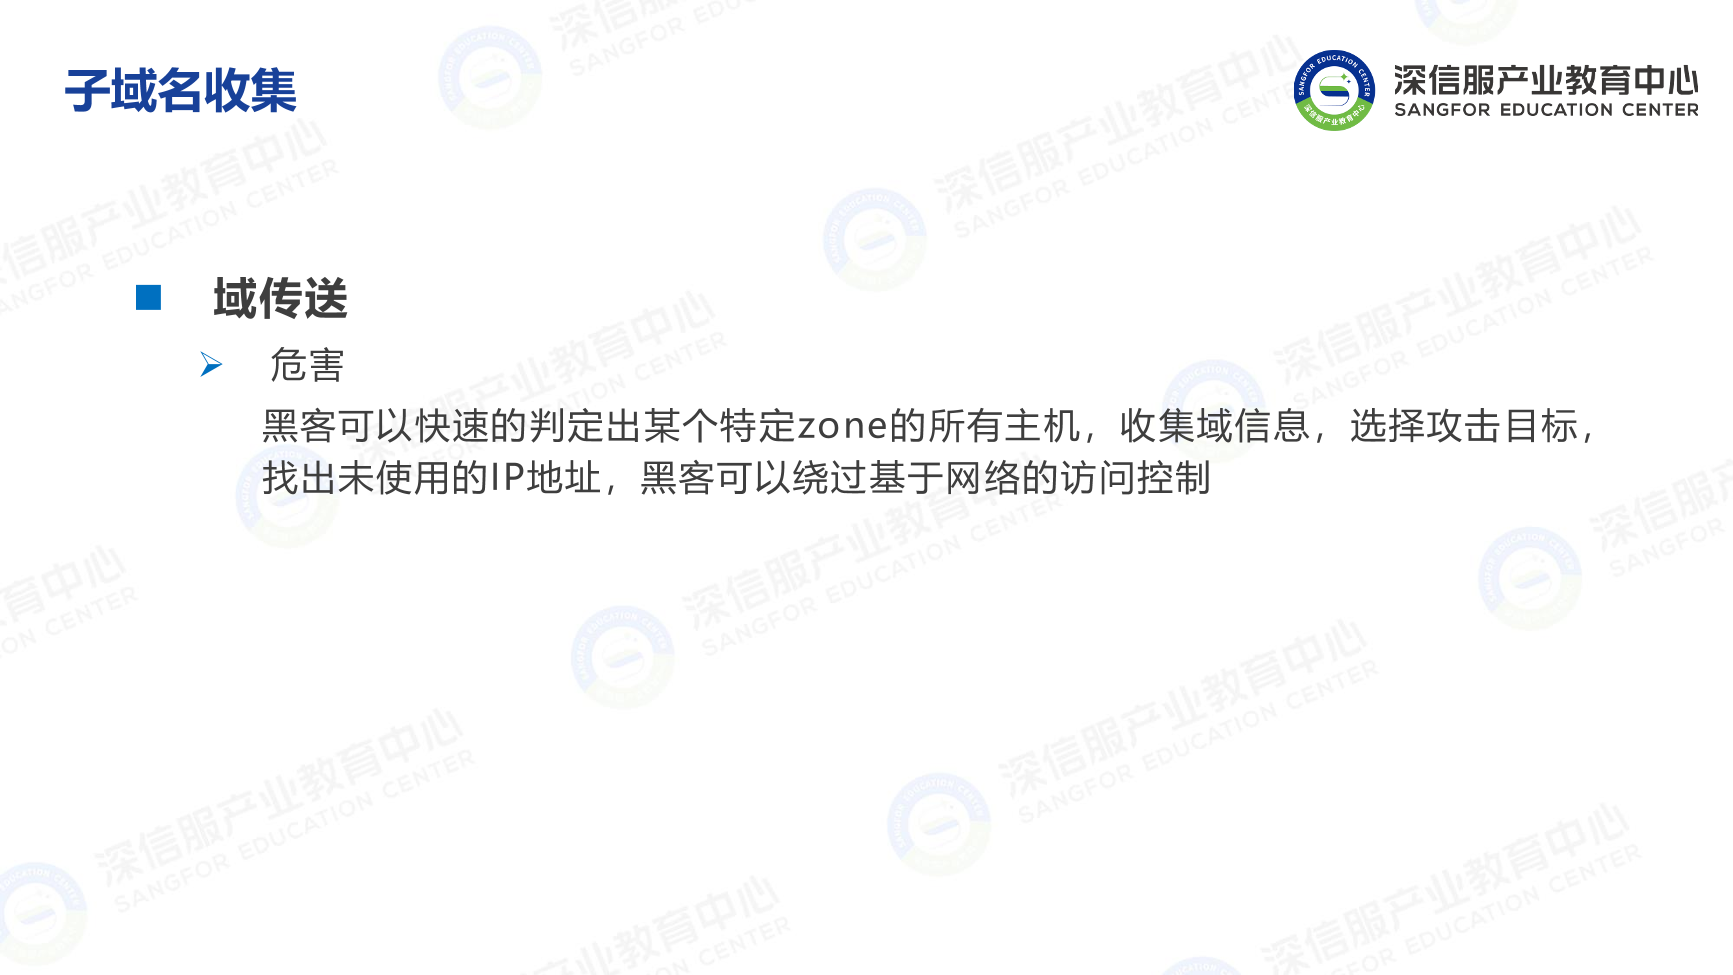 子域名收集
深信服产业教育中心
SANGFOR EDUCATION CENTER
域传送
危害
黑客可以快速的判定出某个特定zone的所有主机，收集域信息，选择攻击目标，
找出未使用的IP地址，黑客可以绕过基于网络的访问控制